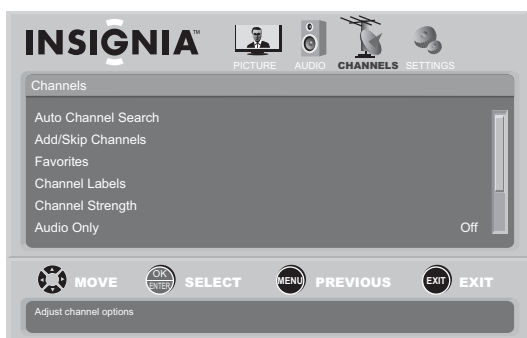 INSIGNIA™
PICTURE AUDIO CHANNELS SETTINGS
Channels
Auto Channel Search
Add/Skip Channels
Favorites
Channel Labels
Channel Strength
Audio Only Off
MOVE OK ENTER SELECT MENU PREVIOUS EXIT EXIT
Adjust channel options